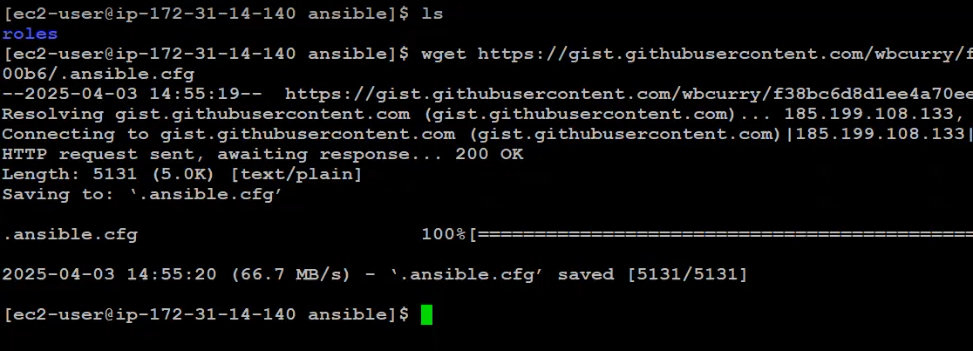 [ec2-user@ip-172-31-14-140 ansible]$ ls
roles
[ec2-user@ip-172-31-14-140 ansible]$ wget https://gist.githubusercontent.com/wbcurry/f
00b6/.ansible.cfg
--2025-04-03 14:55:19--  https://gist.githubusercontent.com/wbcurry/f38bc6d8d1ee4a70ee
Resolving gist.githubusercontent.com (gist.githubusercontent.com)... 185.199.108.133,
Connecting to gist.githubusercontent.com (gist.githubusercontent.com)|185.199.108.133|
HTTP request sent, awaiting response... 200 OK
Length: 5131 (5.0K) [text/plain]
Saving to: ‘.ansible.cfg’
.ansible.cfg                        100%[===========================================
2025-04-03 14:55:20 (66.7 MB/s) - ‘.ansible.cfg’ saved [5131/5131]
[ec2-user@ip-172-31-14-140 ansible]$